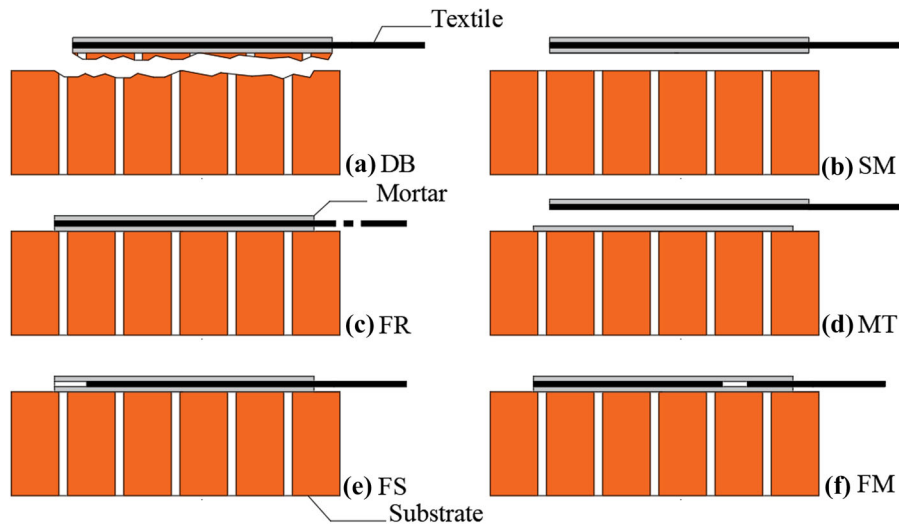 Textile
(a) DB
(b) SM
Mortar
(c) FR
(d) MT
(e) FS
(f) FM
Substrate